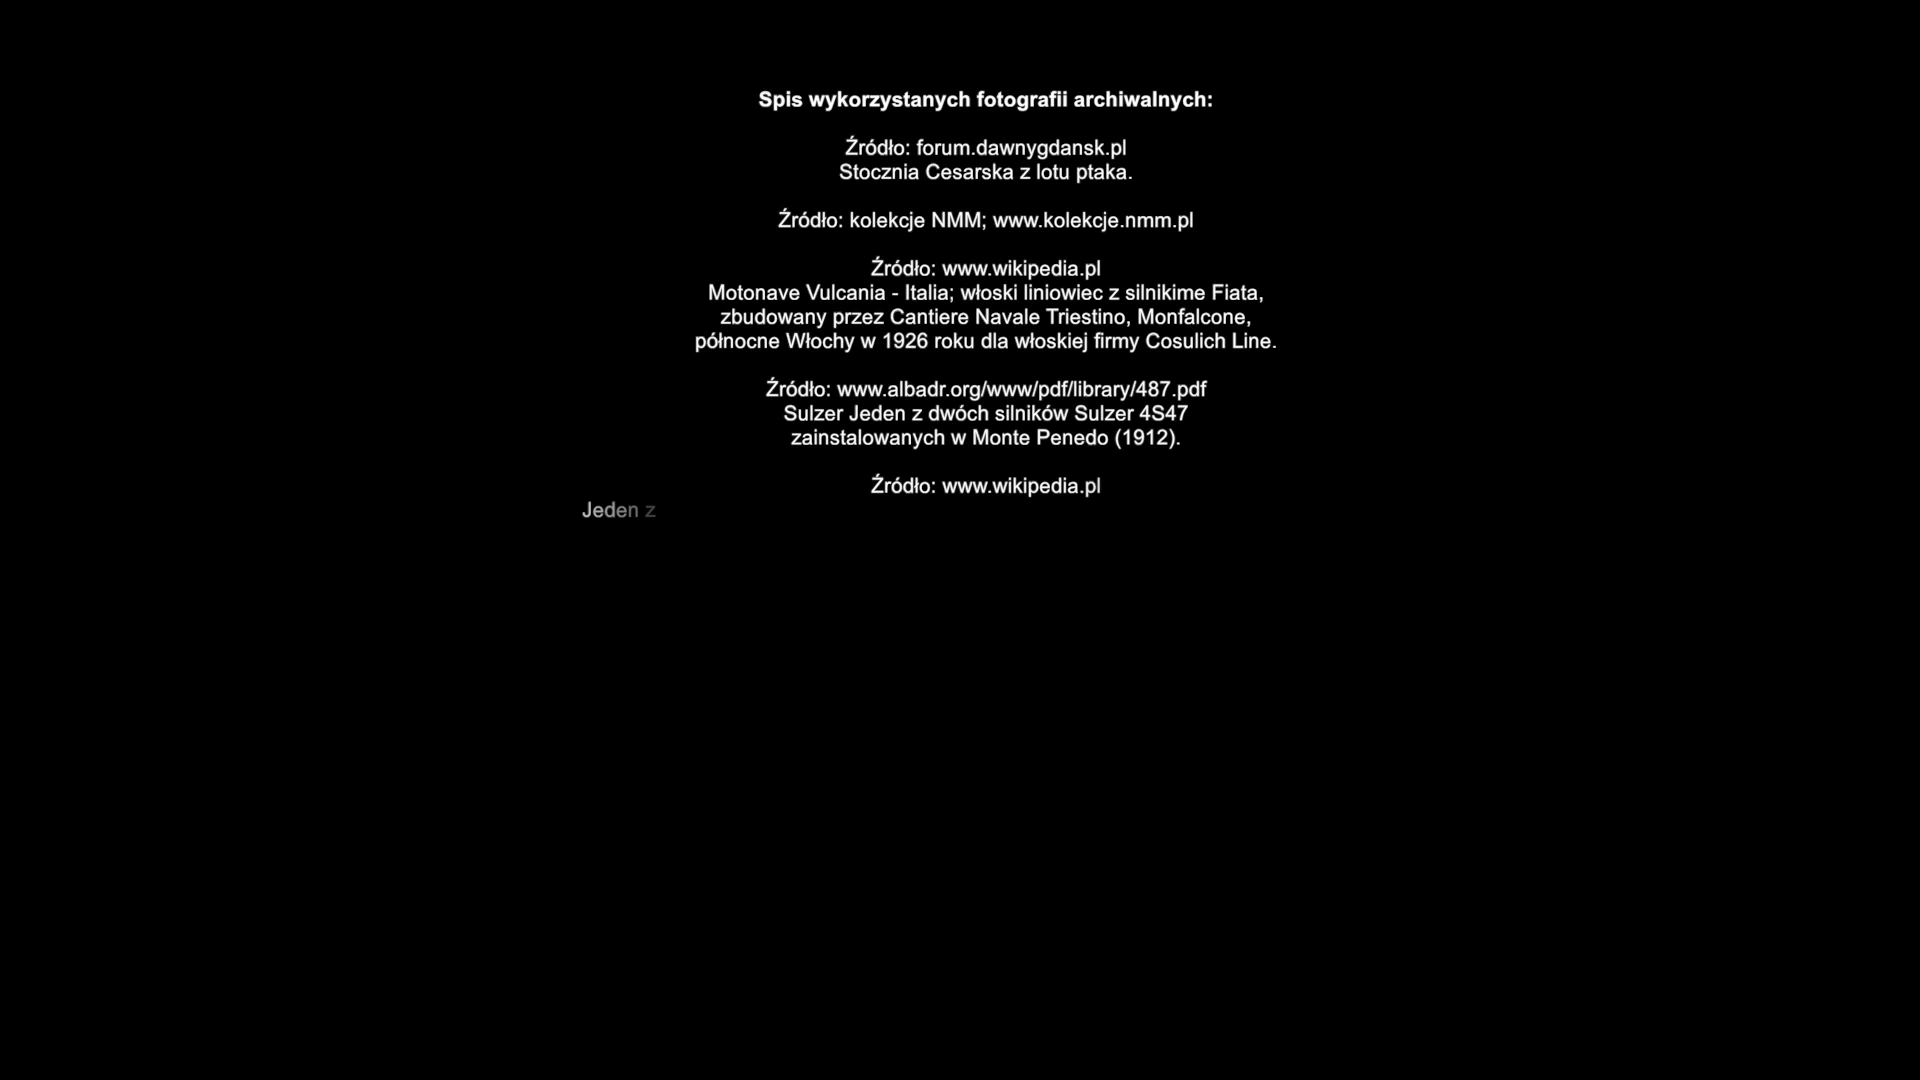 Spis wykorzystanych fotografii archiwalnych:
Źródło: forum.dawnygdansk.pl
Stocznia Cesarska z lotu ptaka.
Źródło: kolekcje NMM; www.kolekcje.nmm.pl
Źródło: www.wikipedia.pl
Motonave Vulcania - Italia; włoski liniowiec z silnikime Fiata,
zbudowany przez Cantiere Navale Triestino, Monfalcone,
północne Włochy w 1926 roku dla włoskiej firmy Cosulich Line.
Źródło: www.albadr.org/www/pdf/library/487.pdf
Sulzer Jeden z dwóch silników Sulzer 4S47
zainstalowanych w Monte Penedo (1912).
Źródło: www.wikipedia.pl
Jeden z